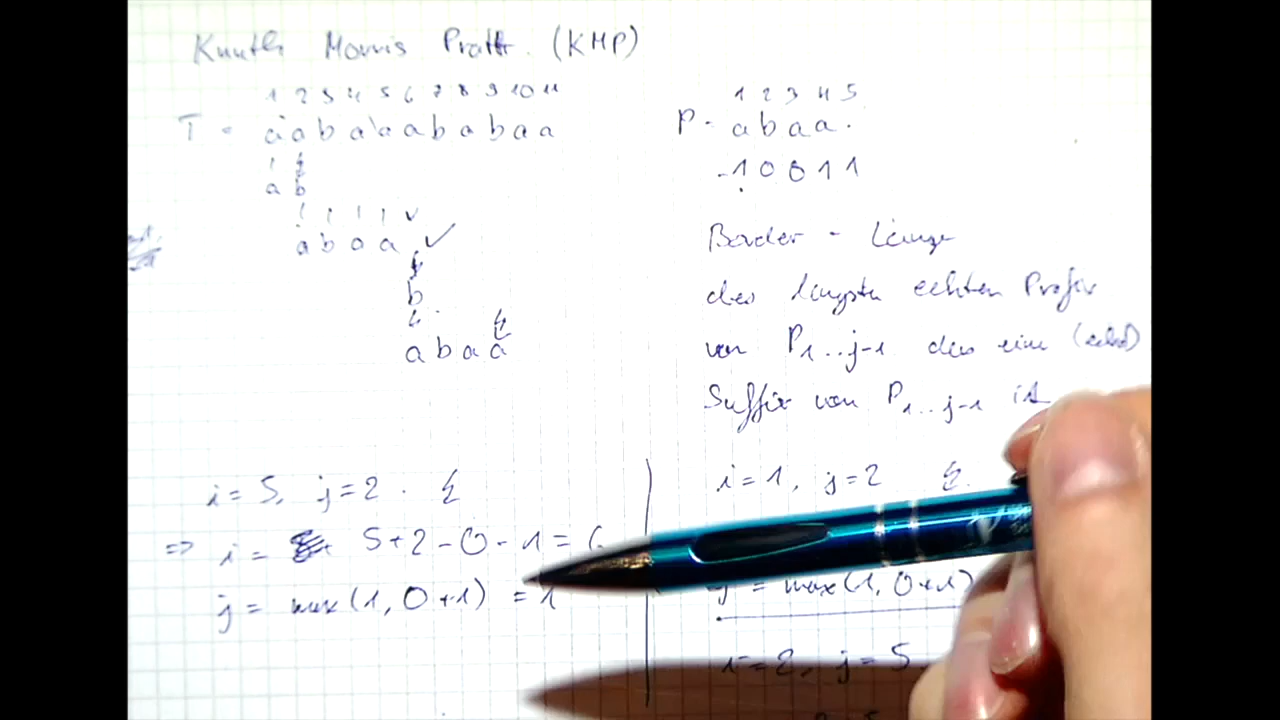 Knuth Morris Pratt (KMP)
1 2 3 4 5 6 7 8 9 10 11
T = a a b a a a b a b a a
a b
a b a a ✓
b
a b a a
i = 5, j = 2
⇒ i = 5+2-0-1 =
j = max(1, 0+1) = 1
1 2 3 4 5
P = a b a a
-1 0 0 1 1
Border - Länge
des längsten echten Präfix
von P1..j-1 das ein (echt)
Suffix von P1..j-1 ist
i = 1, j = 2
j = max(1, 0+1)
i = 2, j = 5